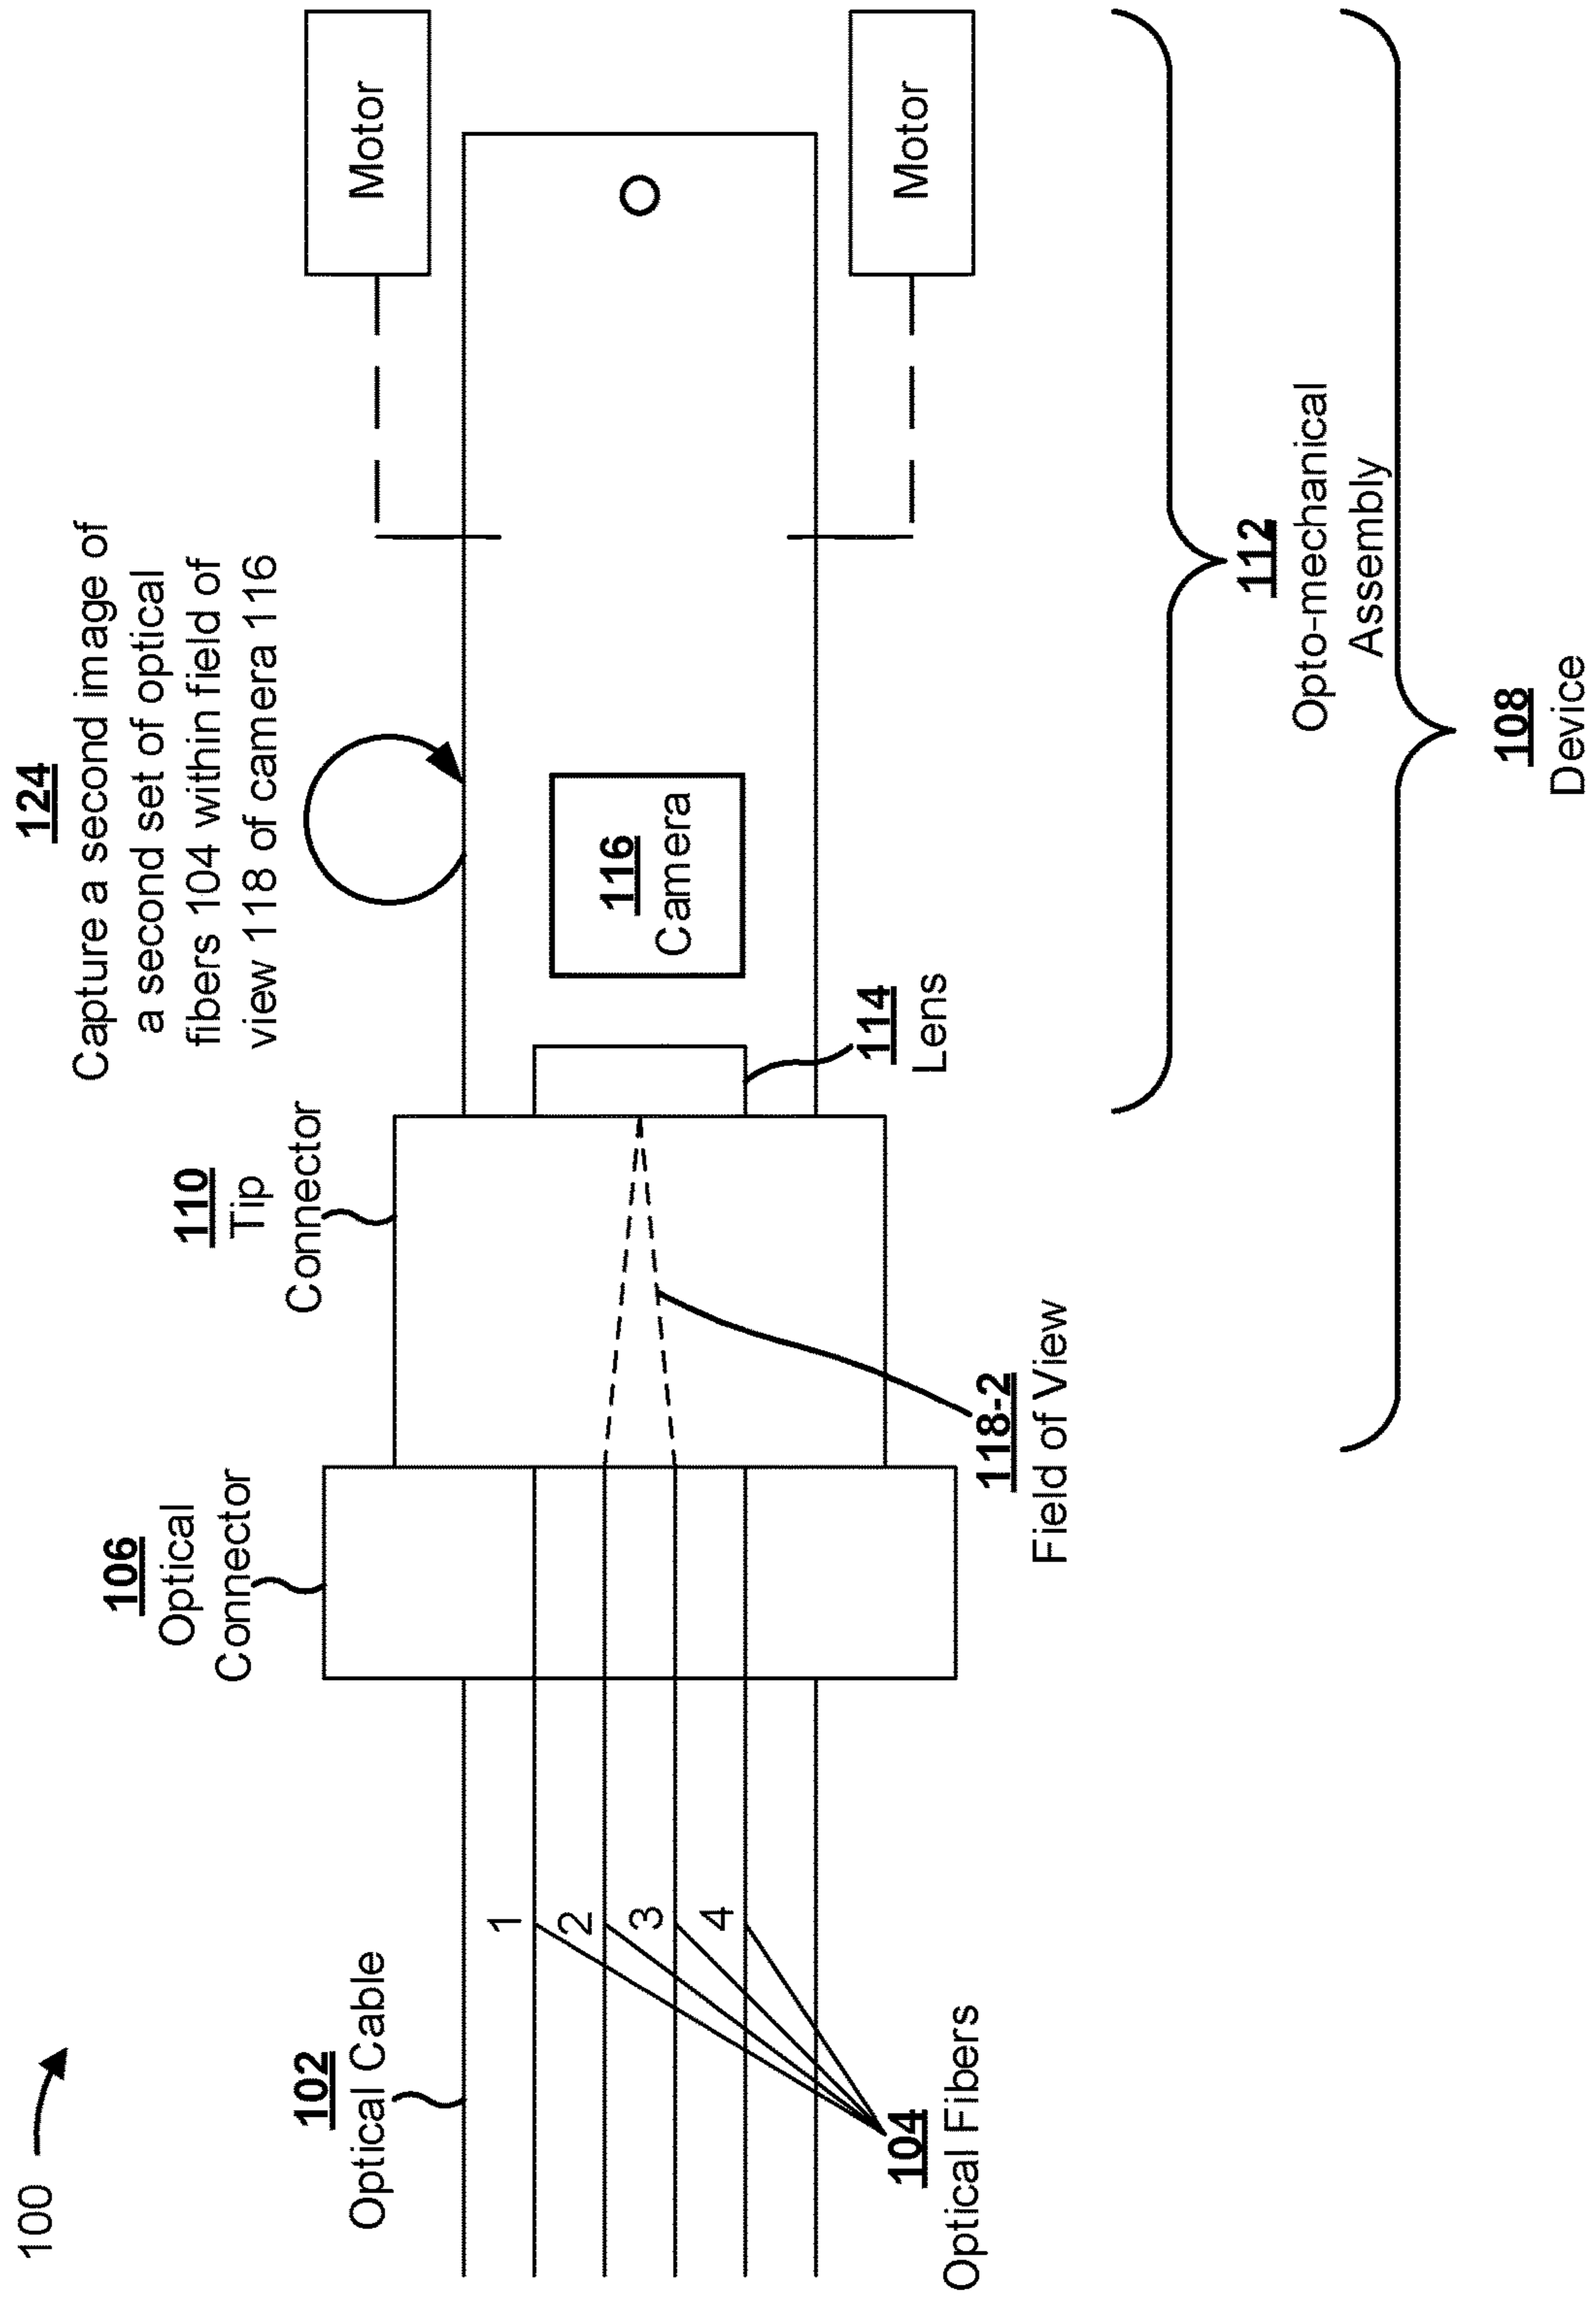 100
124
Capture a second image of
a second set of optical
fibers 104 within field of
view 118 of camera 116
102
Optical Cable
106
Optical
Connector
110
Tip
Connector
Motor
1
2
3
4
116
Camera
Motor
104
Optical Fibers
118-2
Field of View
114
Lens
112
Opto-mechanical
Assembly
108
Device